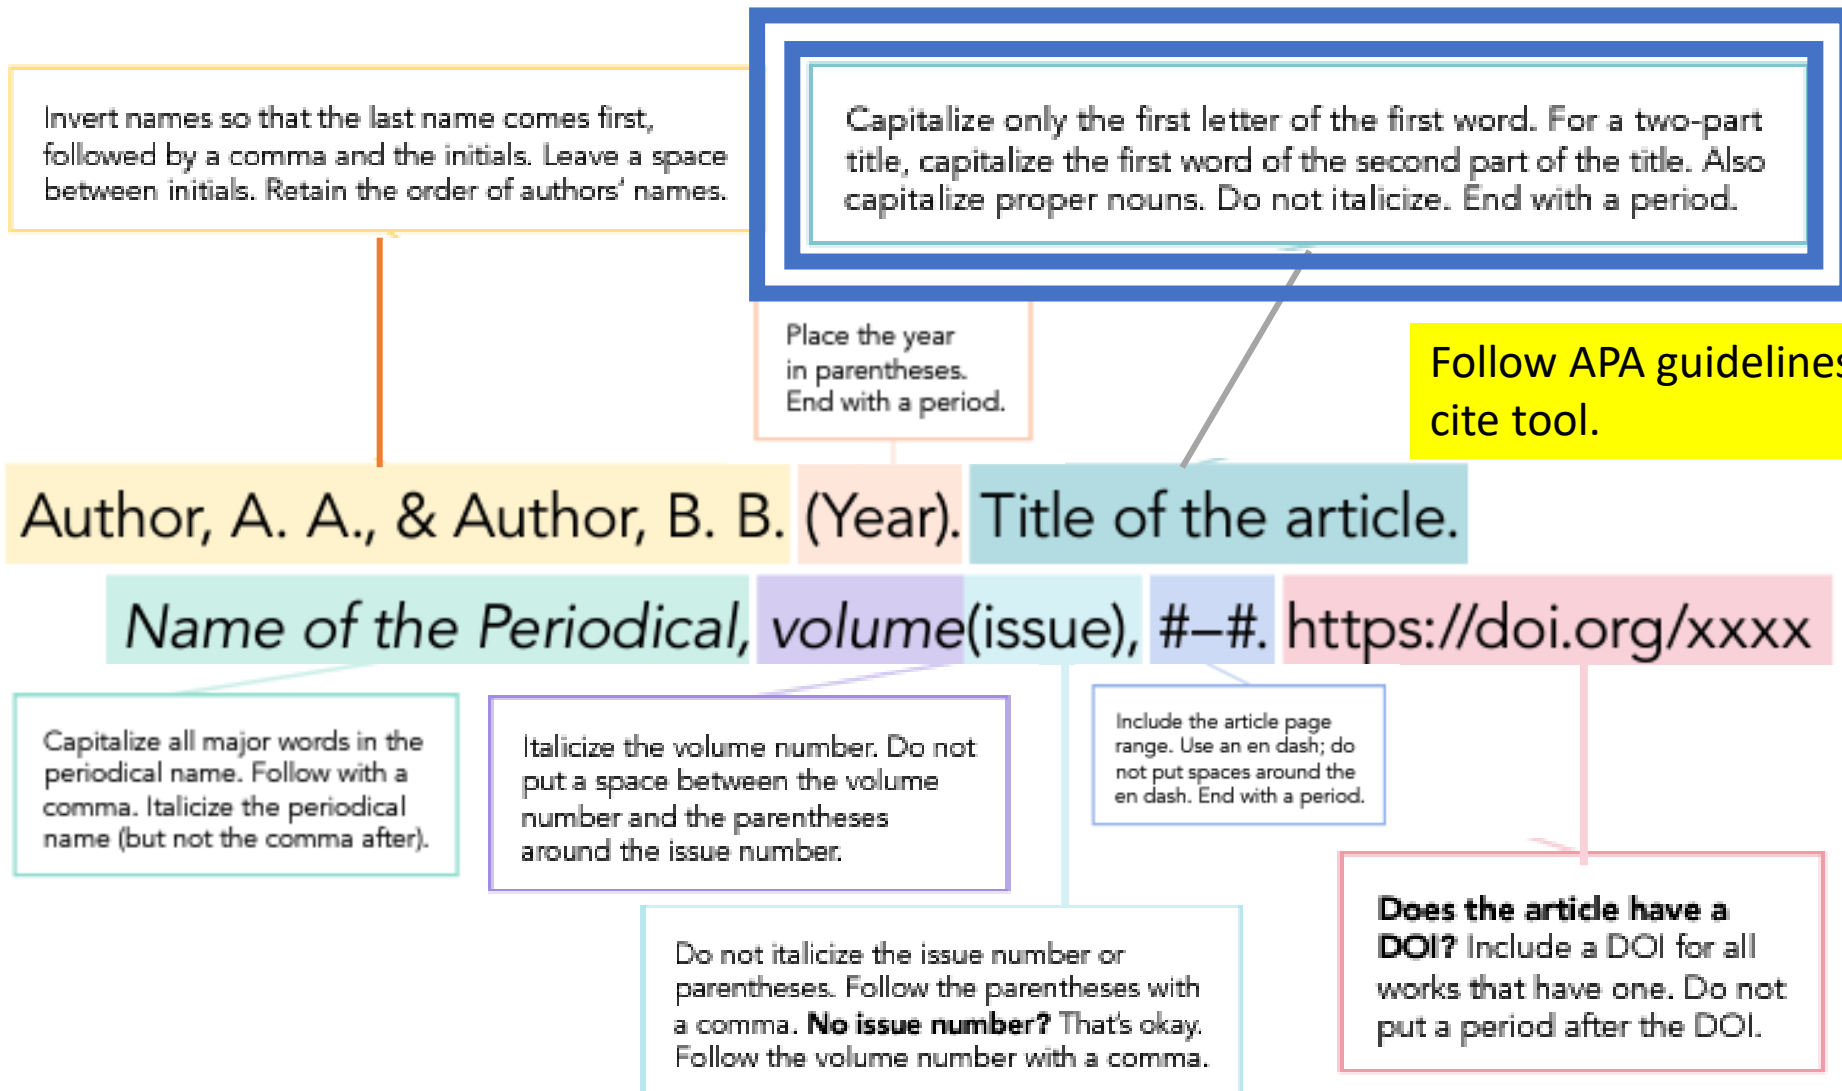 Invert names so that the last name comes first,
followed by a comma and the initials. Leave a space
between initials. Retain the order of authors' names.
Capitalize only the first letter of the first word. For a two-part
title, capitalize the first word of the second part of the title. Also
capitalize proper nouns. Do not italicize. End with a period.
Place the year
in parentheses.
End with a period.
Follow APA guidelines
cite tool.
Author, A. A., & Author, B. B. (Year). Title of the article.
Name of the Periodical, volume(issue), #–#. https://doi.org/xxxx
Capitalize all major words in the
periodical name. Follow with a
comma. Italicize the periodical
name (but not the comma after).
Italicize the volume number. Do not
put a space between the volume
number and the parentheses
around the issue number.
Include the article page
range. Use an en dash; do
not put spaces around the
en dash. End with a period.
Do not italicize the issue number or
parentheses. Follow the parentheses with
a comma. No issue number? That's okay.
Follow the volume number with a comma.
Does the article have a
DOI? Include a DOI for all
works that have one. Do not
put a period after the DOI.